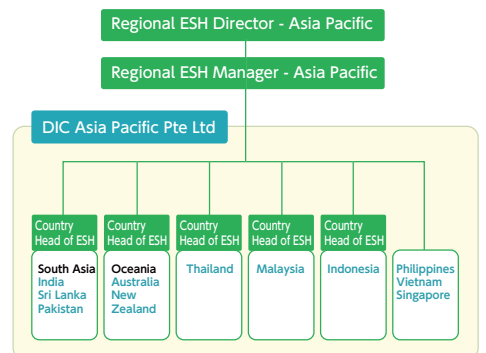 Regional ESH Director - Asia Pacific
Regional ESH Manager - Asia Pacific
DIC Asia Pacific Pte Ltd
Country
Head of ESH
South Asia
India
Sri Lanka
Pakistan
Country
Head of ESH
Oceania
Australia
New
Zealand
Country
Head of ESH
Thailand
Country
Head of ESH
Malaysia
Country
Head of ESH
Indonesia
Philippines
Vietnam
Singapore